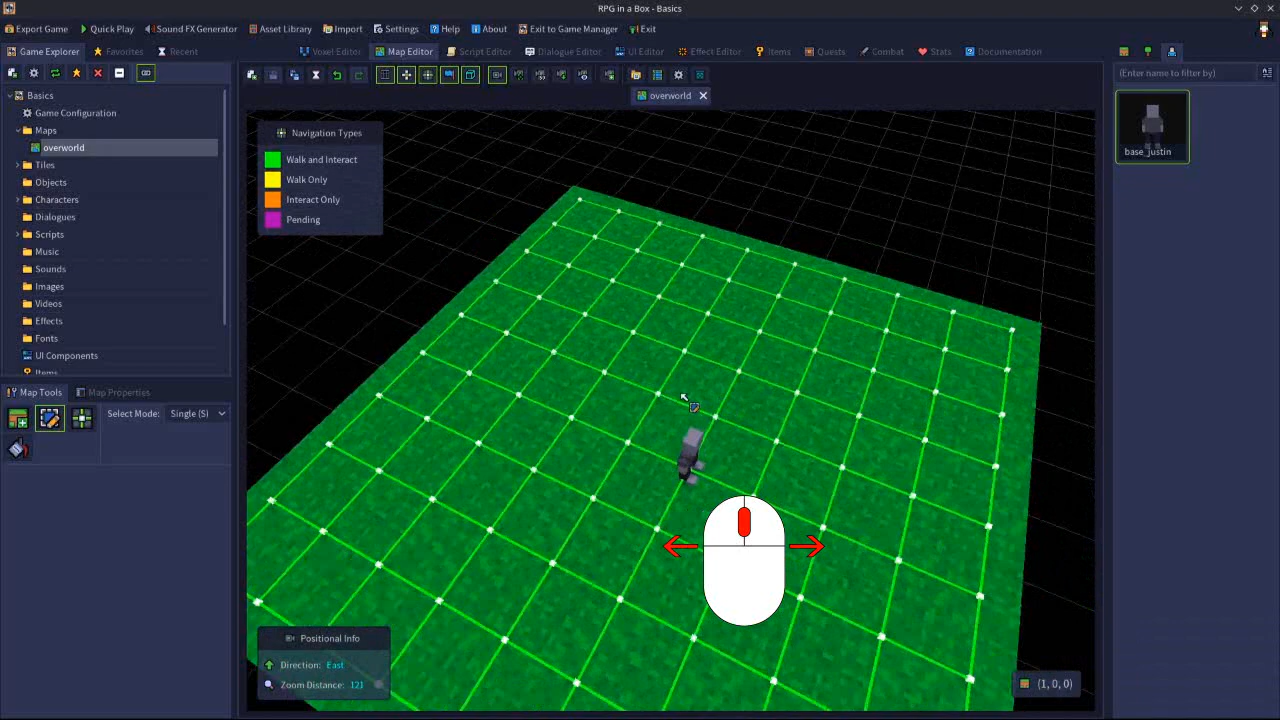 RPG in a Box - Basics
Export Game Quick Play Sound FX Generator Asset Library Import Settings Help About Exit to Game Manager Exit
Game Explorer Favorites Recent
Voxel Editor Map Editor Script Editor Dialogue Editor UI Editor Effect Editor Items Quests Combat Stats Documentation
(Enter name to filter by)
overworld
Basics
Game Configuration
Maps
overworld
Tiles
Objects
Characters
Dialogues
Scripts
Music
Sounds
Images
Videos
Effects
Fonts
UI Components
Items
Navigation Types
Walk and Interact
Walk Only
Interact Only
Pending
base_justin
Map Tools Map Properties
Select Mode: Single (S)
Positional Info
Direction: East
Zoom Distance: 121
(1, 0, 0)